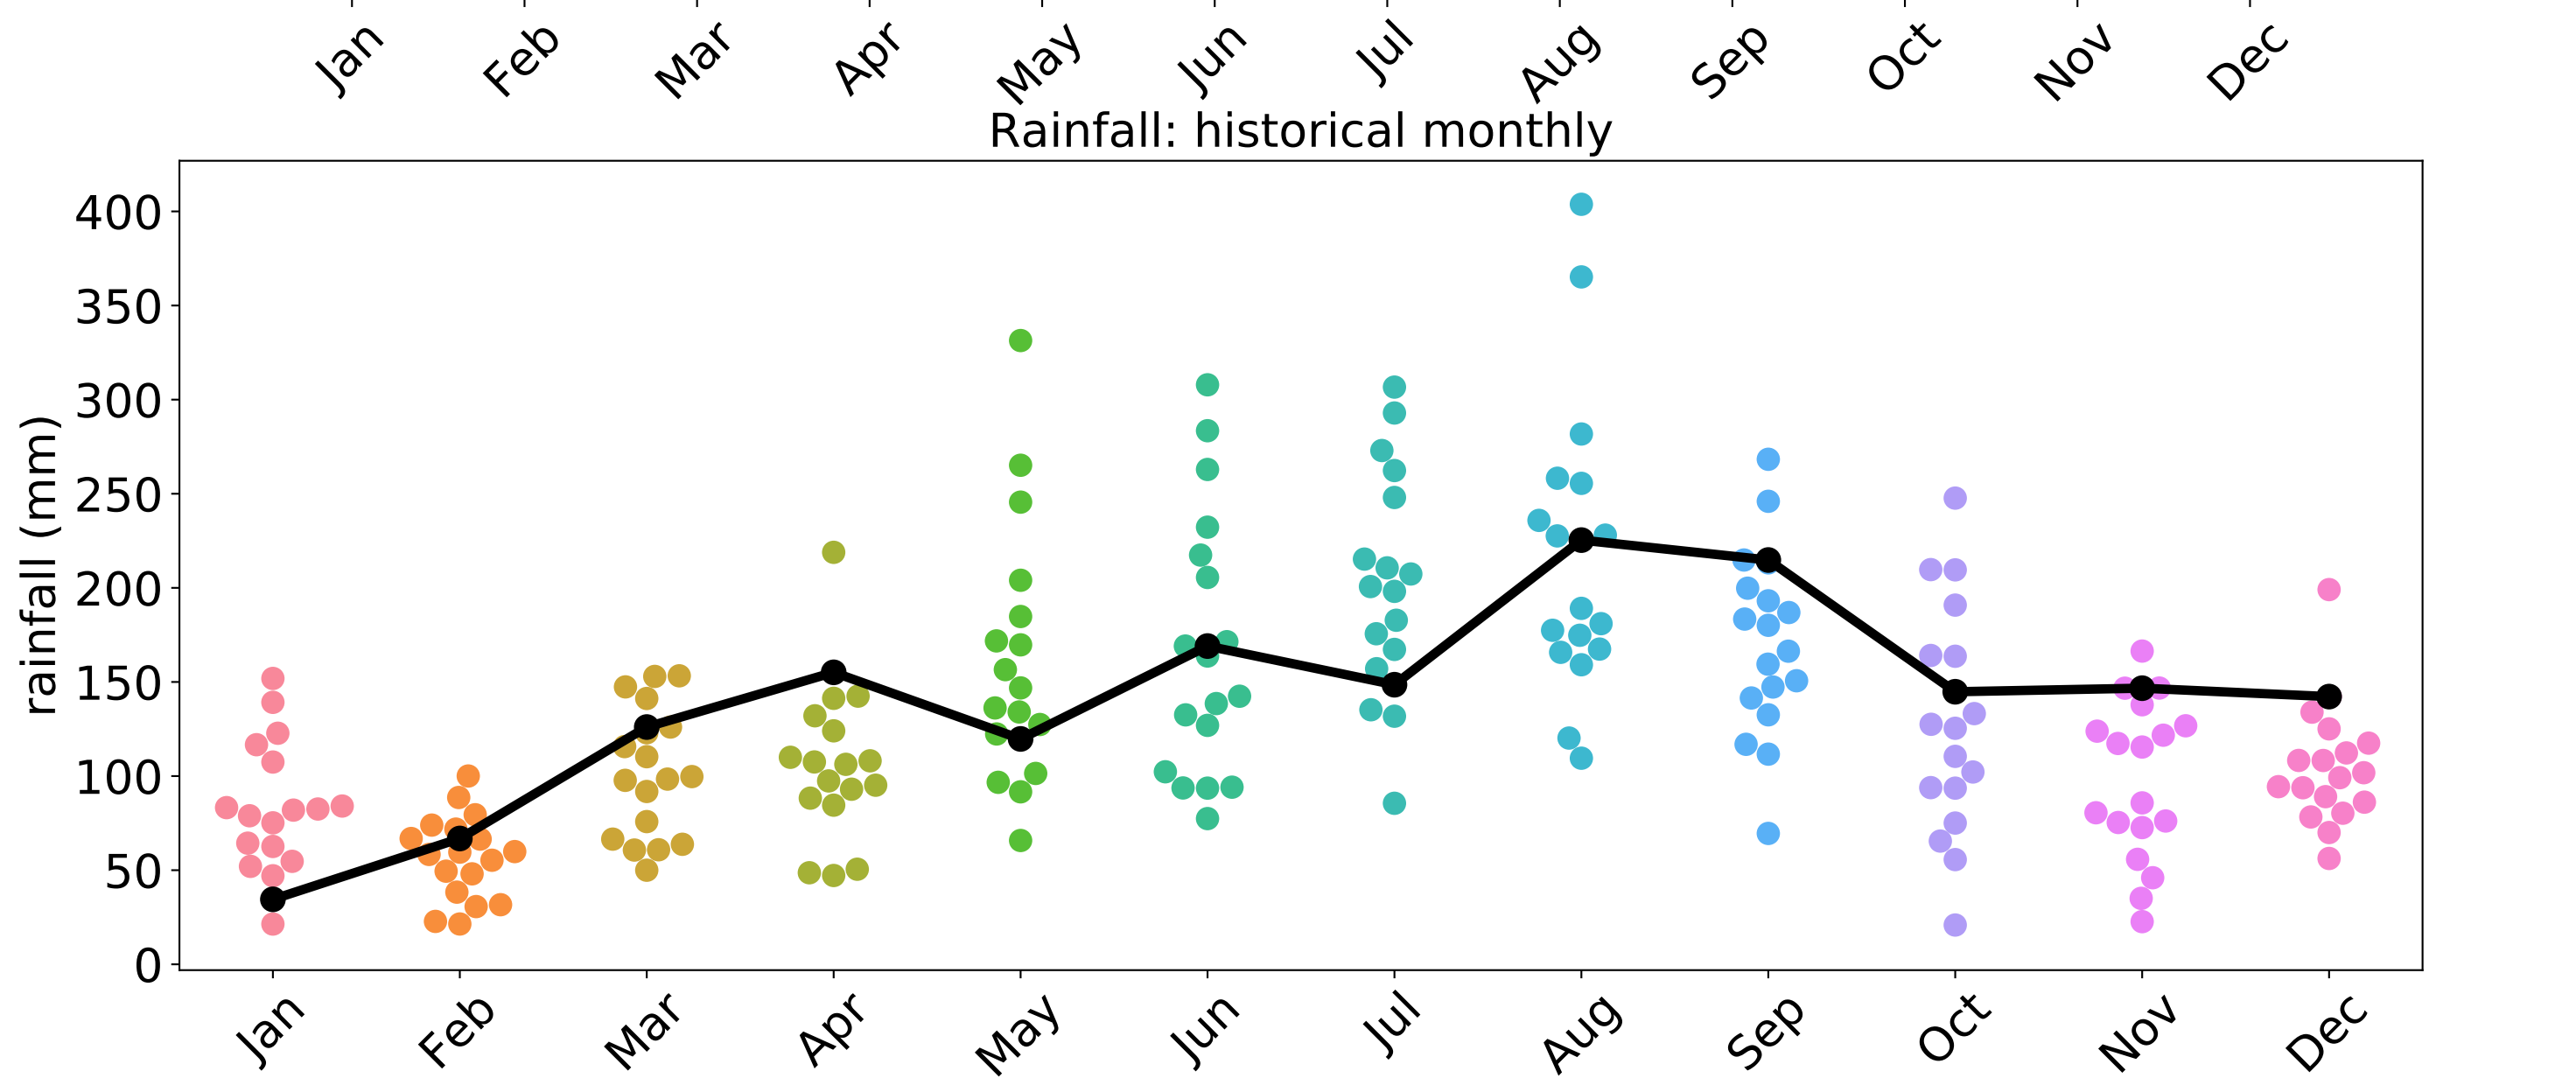 Jan Feb Mar Apr May Jun Jul Aug Sep Oct Nov Dec
Rainfall: historical monthly
rainfall (mm)
400
350
300
250
200
150
100
50
0
Jan Feb Mar Apr May Jun Jul Aug Sep Oct Nov Dec